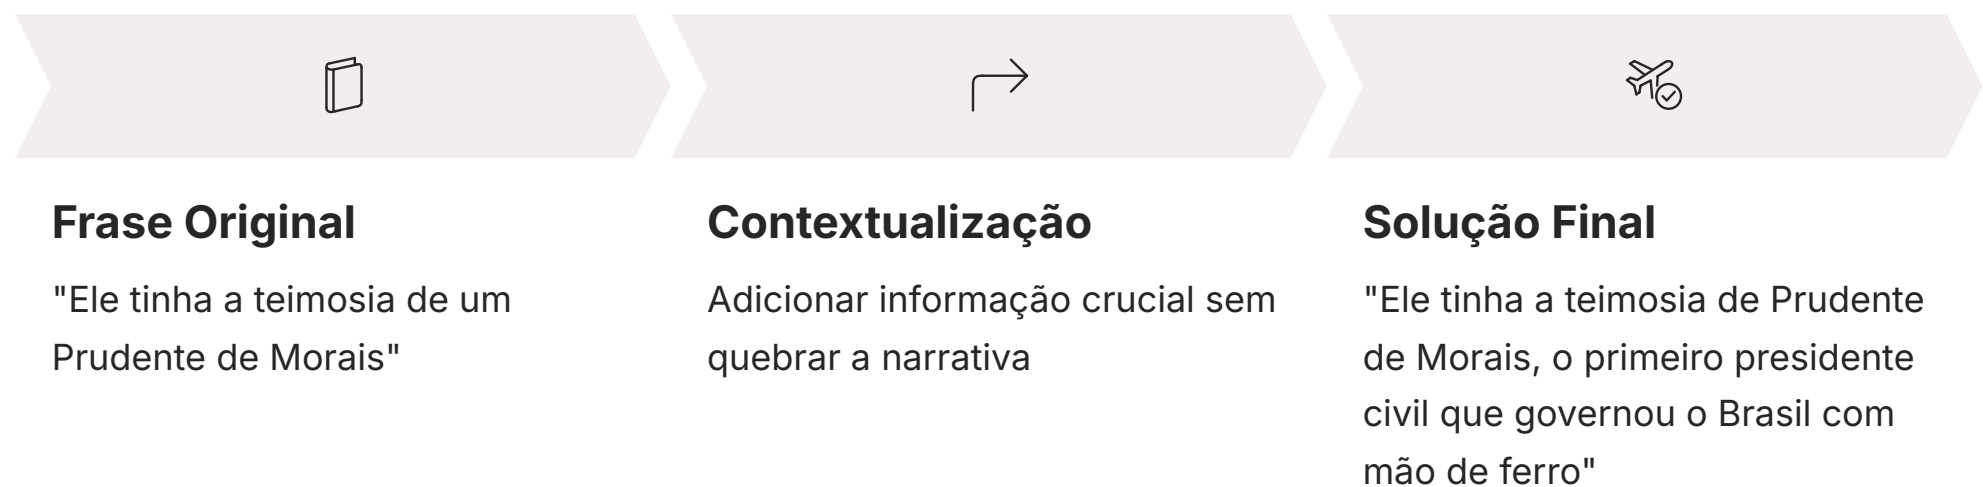 Frase Original
"Ele tinha a teimosia de um
Prudente de Morais"
Contextualização
Adicionar informação crucial sem
quebrar a narrativa
Solução Final
"Ele tinha a teimosia de Prudente
de Morais, o primeiro presidente
civil que governou o Brasil com
mão de ferro"